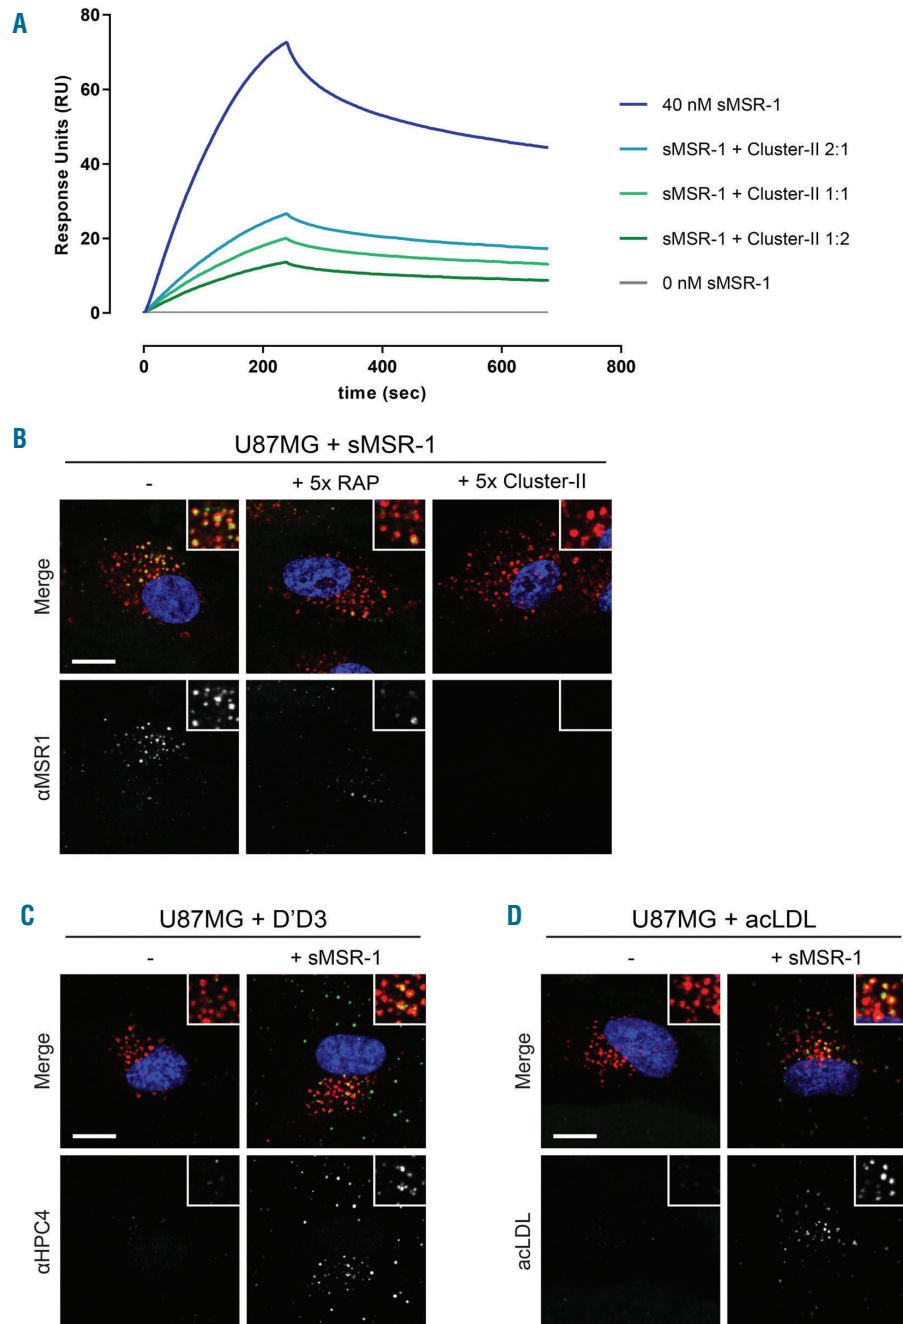 A
80
60
40
20
0
Response Units (RU)
0 200 400 600 800
time (sec)
40 nM sMSR-1
sMSR-1 + Cluster-II 2:1
sMSR-1 + Cluster-II 1:1
sMSR-1 + Cluster-II 1:2
0 nM sMSR-1
B
U87MG + sMSR-1
- + 5x RAP + 5x Cluster-II
Merge
αMSR1
C
U87MG + D'D3
- + sMSR-1
Merge
αHPC4
D
U87MG + acLDL
- + sMSR-1
Merge
acLDL